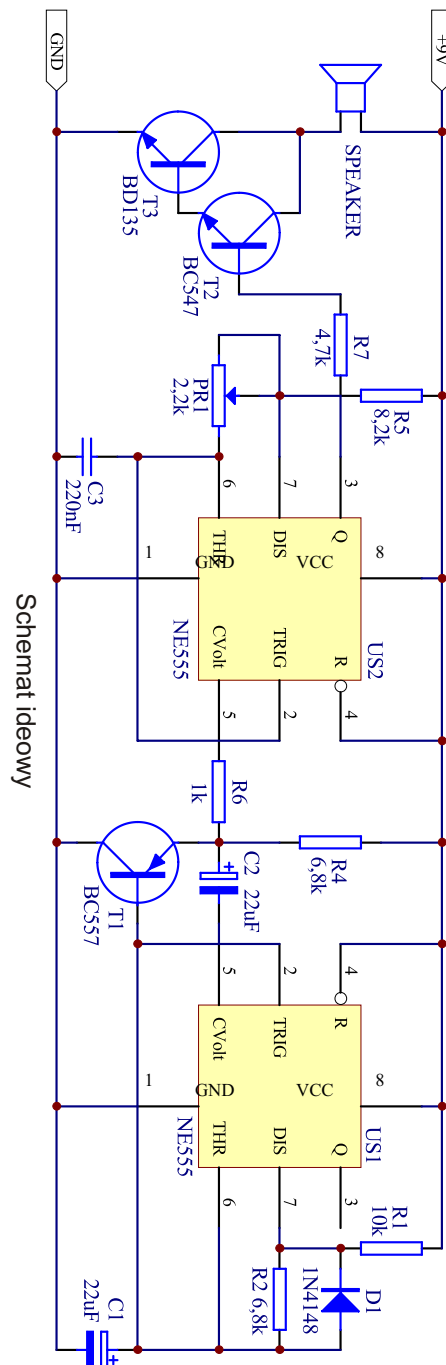 GND
+9V
SPEAKER
T3
BD135
T2
BC547
R7
4,7k
PR1
2,2k
R5
8,2k
C3
220nF
6
7
3
THR
DIS
Q
1
GND
VCC
8
CVolt
TRIG
R
NE555
US2
5
2
4
R6
1k
Schemat ideowy
C2
22uF
+
R4
6,8k
T1
BC557
5
2
4
CVolt
TRIG
R
1
GND
VCC
8
THR
DIS
Q
NE555
US1
6
7
3
R1
10k
R2 6,8k
D1
1N4148
C1
22uF
+